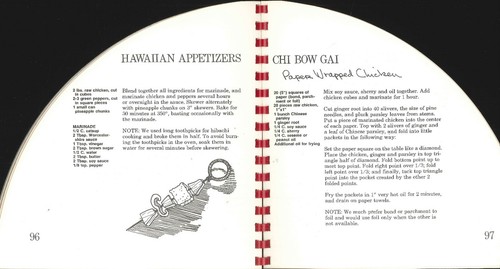 HAWAIIAN APPETIZERS
2 lbs. raw chicken, cut
in cubes
2-3 green peppers, cut
in square pieces
1 small can
pineapple chunks
MARINADE
1/2 C. catsup
2 Tbsp. Worcester-
shire sauce
1 Tbsp. vinegar
2 Tbsp. brown sugar
1/2 C. water
2 Tbsp. butter
2 Tbsp. soy sauce
1/8 tsp. pepper
Blend together all ingredients for marinade, and
marinate chicken and peppers several hours
or overnight in the sauce. Skewer alternately
with pineapple chunks on 3" skewers. Bake for
30 minutes at 350°, basting occasionally with
the marinade.
NOTE: We used long toothpicks for hibachi
cooking and broke them in half. To avoid burn-
ing the toothpicks in the oven, soak them in
water for several minutes before skewering.
96
CHI BOW GAI
Paper Wrapped Chicken
20 (5") squares of
paper (bond, parch-
ment or foil)
20 pieces raw chicken,
1"x1"
1 bunch Chinese
parsley
1 ginger root
1/4 C. soy sauce
1/4 C. sherry
1/4 C. sesame or
peanut oil
Additional oil for frying
Mix soy sauce, sherry and oil together. Add
chicken cubes and marinate for 1 hour.
Cut ginger root into 40 slivers, the size of pine
needles, and pluck parsley leaves from stems.
Put a piece of marinated chicken into the centre
of each paper. Top with 2 slivers of ginger and
a leaf of Chinese parsley, and fold into little
packets in the following way:
Set the paper square on the table like a diamond.
Place the chicken, ginger and parsley in top tri-
angle half of diamond. Fold bottom point up to
meet top point. Fold right point over 1/3; fold
left point over 1/3; and finally, tuck top triangle
point into the pocket created by the other 2
folded points.
Fry the packets in 1" very hot oil for 2 minutes,
and drain on paper towels.
NOTE: We much prefer bond or parchment to
foil and would use foil only when the other is
not available.
97